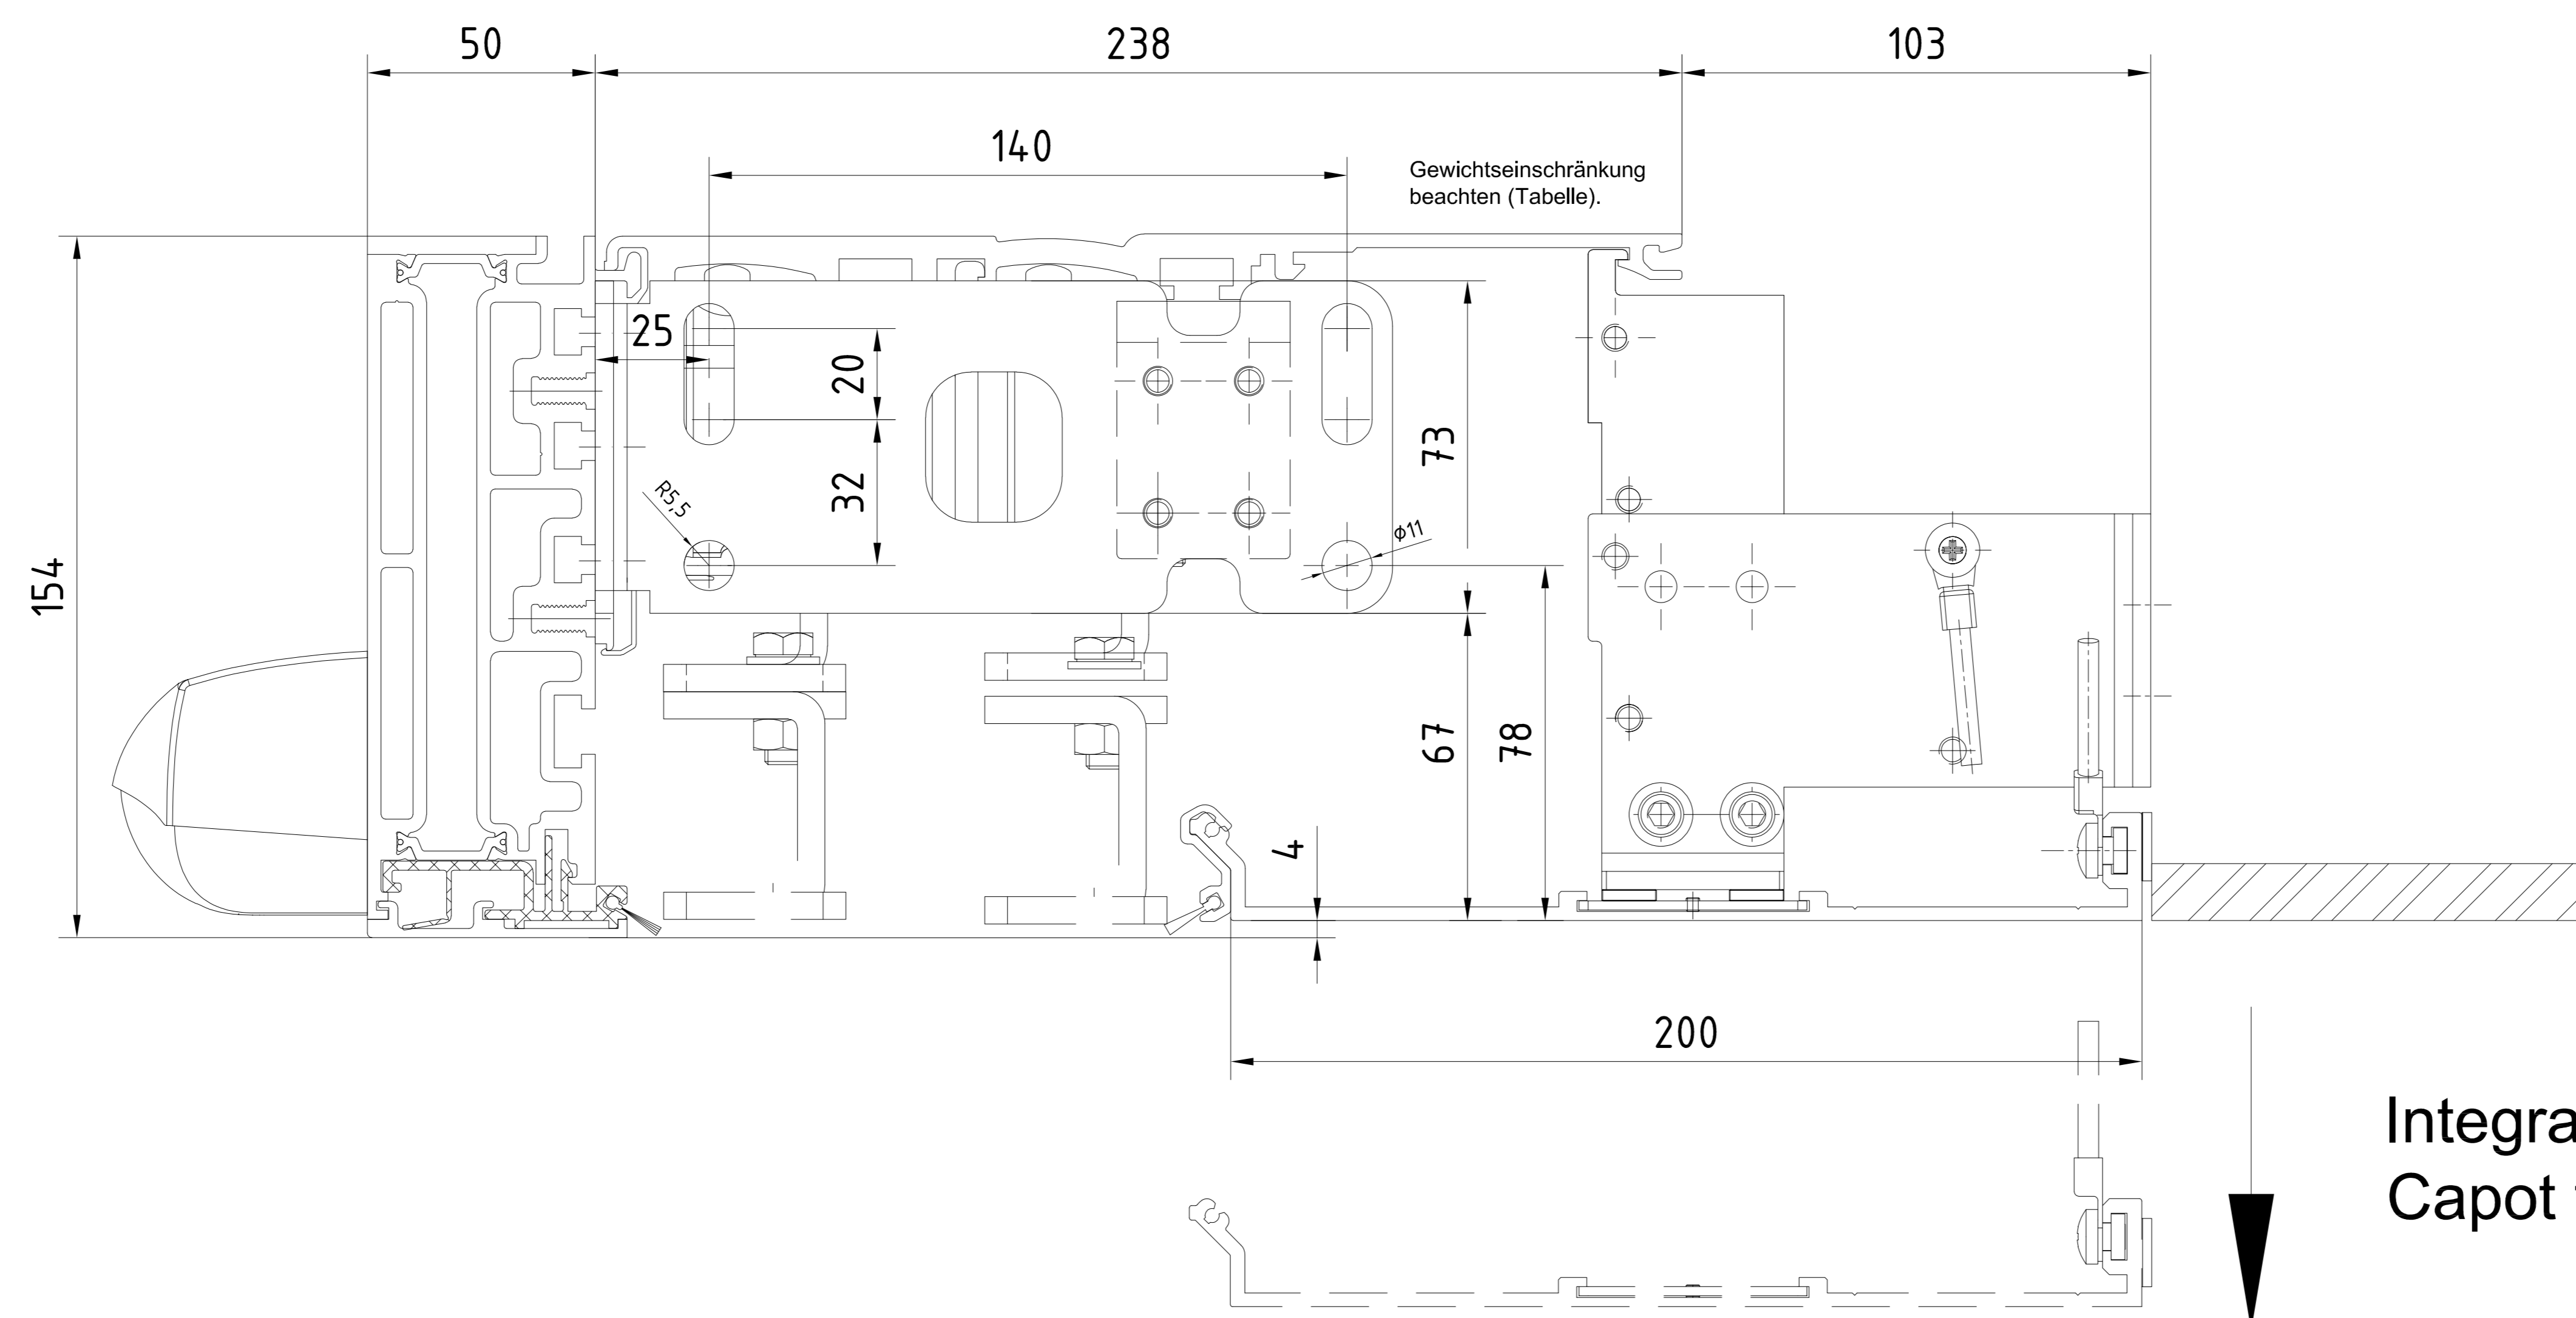 50
238
103
140
Gewichtseinschränkung
beachten (Tabelle).
25
20
32
73
R5,5
ϕ11
154
67
78
4
200
Integra
Capot